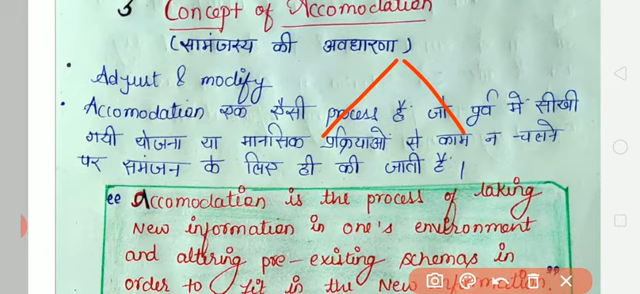 3 Concept of Accomodation
(सामंजस्य की अवधारणा)
Adjust & modify
• Accomodation एक ऐसी process है जो पूर्व में सीखी
गयी योजना या मानसिक प्रक्रियाओं से काम न चलने
पर समंजन के लिए ही की जाती है।
"Accomodation is the process of taking
New information in one's environment
and altering pre-existing schemas in
order to fit in the New information."